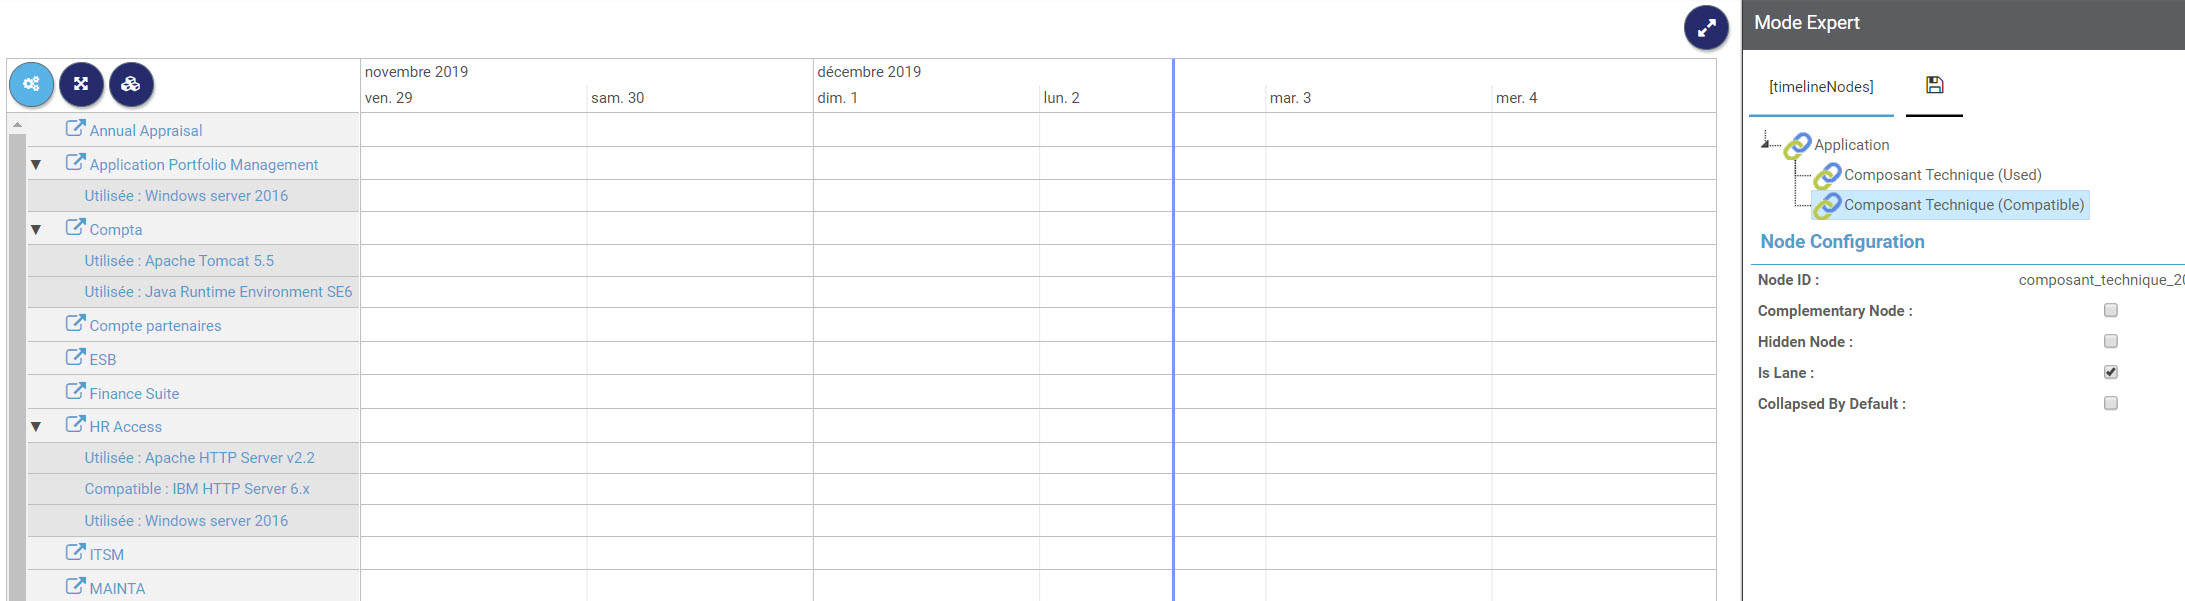 Mode Expert
novembre 2019
décembre 2019
ven. 29
sam. 30
dim. 1
lun. 2
mar. 3
mer. 4
Annual Appraisal
Application Portfolio Management
Utilisée : Windows server 2016
Compta
Utilisée : Apache Tomcat 5.5
Utilisée : Java Runtime Environment SE6
Compte partenaires
ESB
Finance Suite
HR Access
Utilisée : Apache HTTP Server v2.2
Compatible : IBM HTTP Server 6.x
Utilisée : Windows server 2016
ITSM
MAINTA
[timelineNodes]
Application
Composant Technique (Used)
Composant Technique (Compatible)
Node Configuration
Node ID :
composant_technique_20
Complementary Node :
Hidden Node :
Is Lane :
Collapsed By Default :